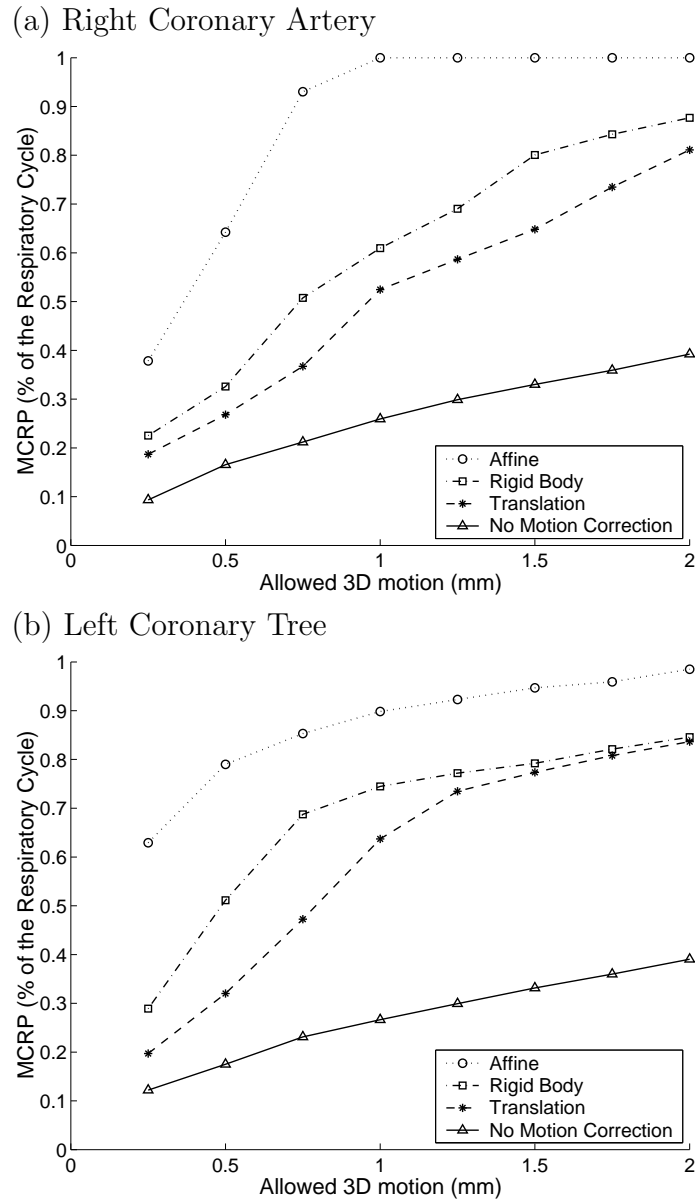 (a) Right Coronary Artery
MCRP (% of the Respiratory Cycle)
1
0.9
0.8
0.7
0.6
0.5
0.4
0.3
0.2
0.1
0
Affine
Rigid Body
Translation
No Motion Correction
0 0.5 1 1.5 2
Allowed 3D motion (mm)
(b) Left Coronary Tree
MCRP (% of the Respiratory Cycle)
1
0.9
0.8
0.7
0.6
0.5
0.4
0.3
0.2
0.1
0
Affine
Rigid Body
Translation
No Motion Correction
0 0.5 1 1.5 2
Allowed 3D motion (mm)